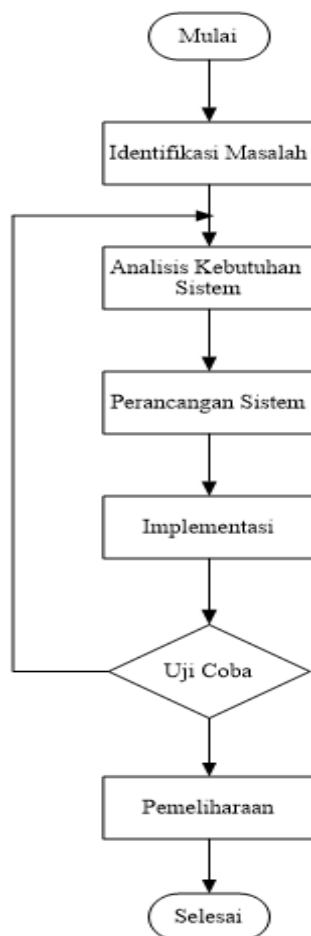 Mulai
Identifikasi Masalah
Analisis Kebutuhan
Sistem
Perancangan Sistem
Implementasi
Uji Coba
Pemeliharaan
Selesai